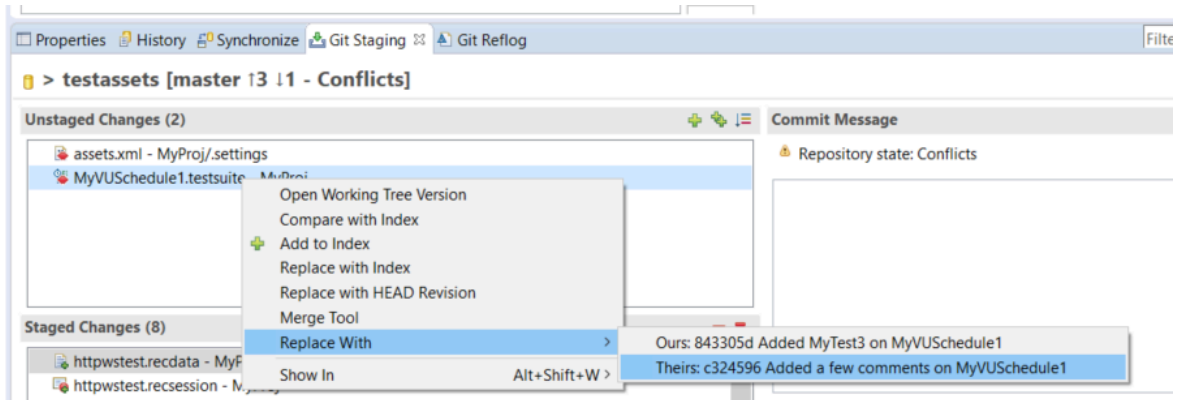 Properties History Synchronize Git Staging Git Reflog Filte
> testassets [master ↑3 ↓1 - Conflicts]
Unstaged Changes (2)
assets.xml - MyProj/.settings
MyVUSchedule1.testsuite - MyProj
Open Working Tree Version
Compare with Index
Add to Index
Replace with Index
Replace with HEAD Revision
Merge Tool
Replace With >
Show In Alt+Shift+W >
Ours: 843305d Added MyTest3 on MyVUSchedule1
Theirs: c324596 Added a few comments on MyVUSchedule1
Staged Changes (8)
httpwstest.recdata - MyP
httpwstest.recsession - M
Commit Message
Repository state: Conflicts